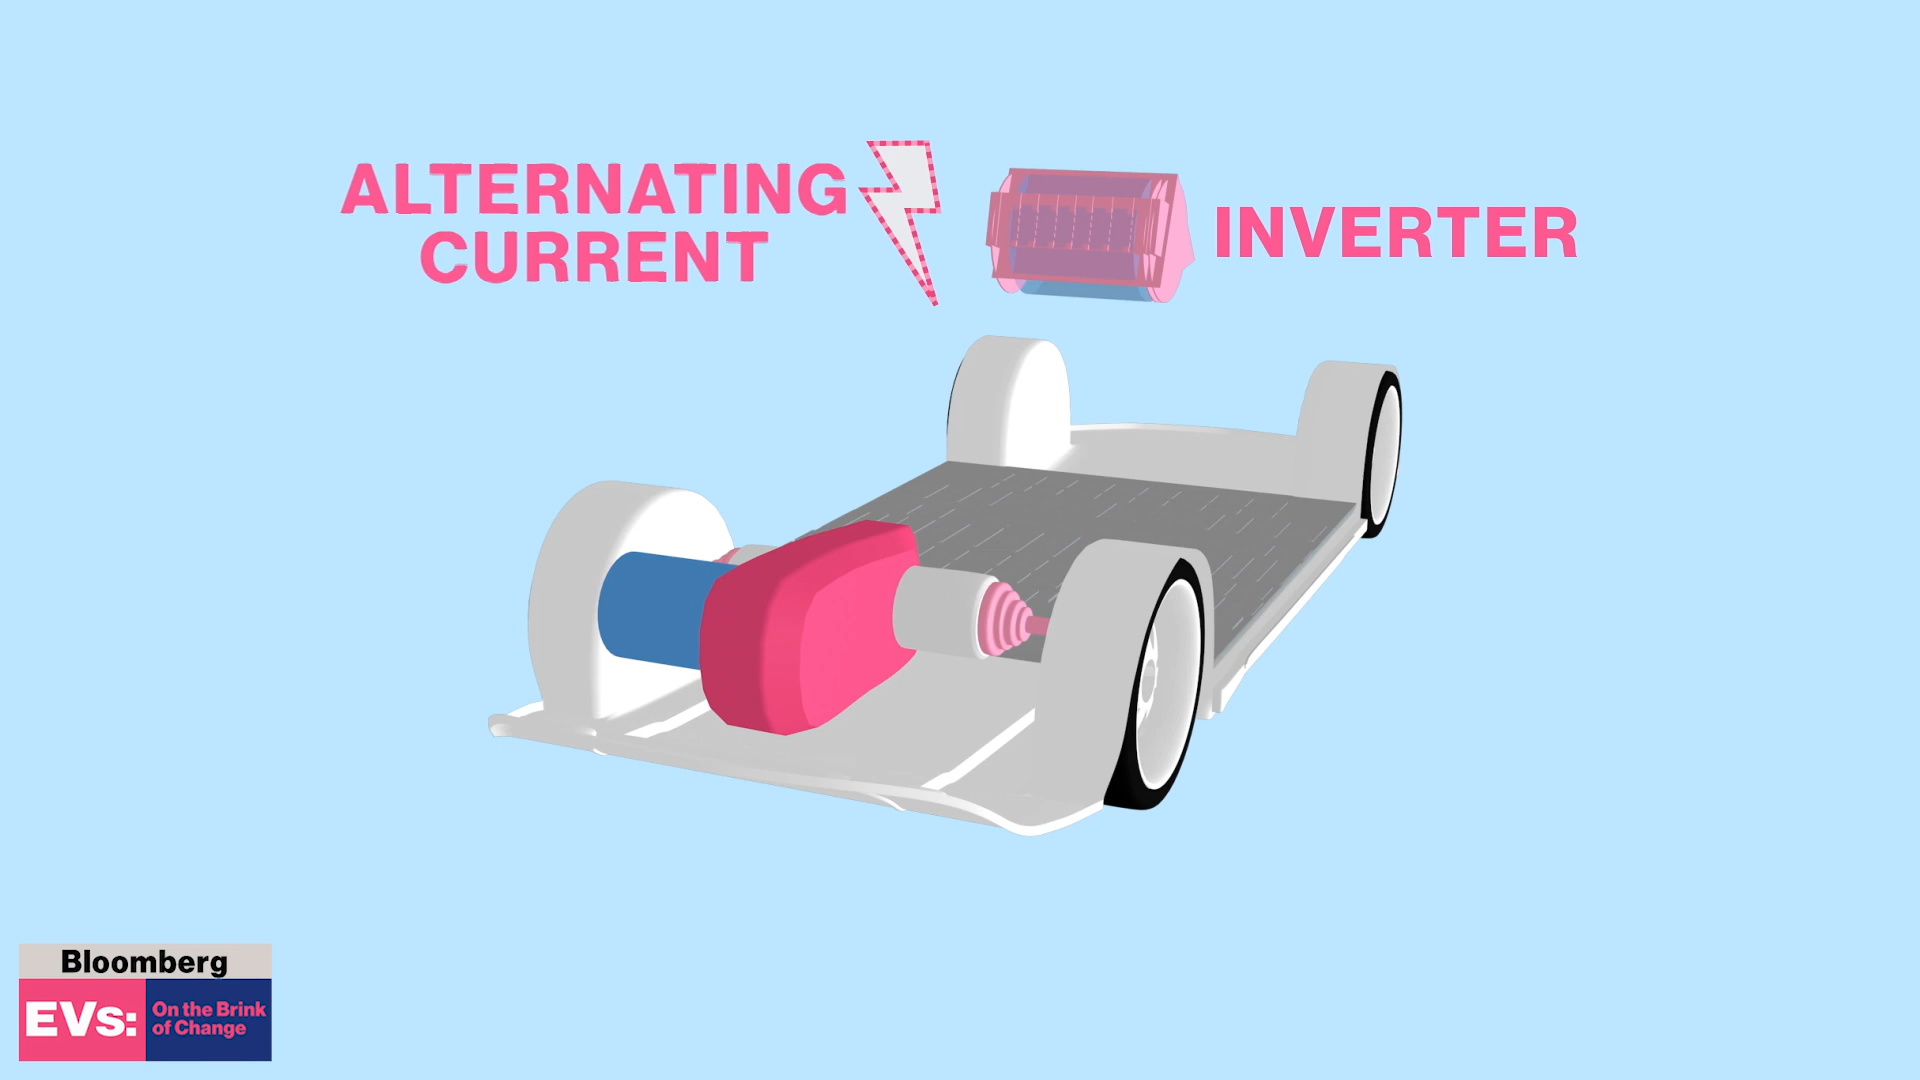 ALTERNATING
CURRENT
INVERTER
Bloomberg
EVs:
On the Brink
of Change